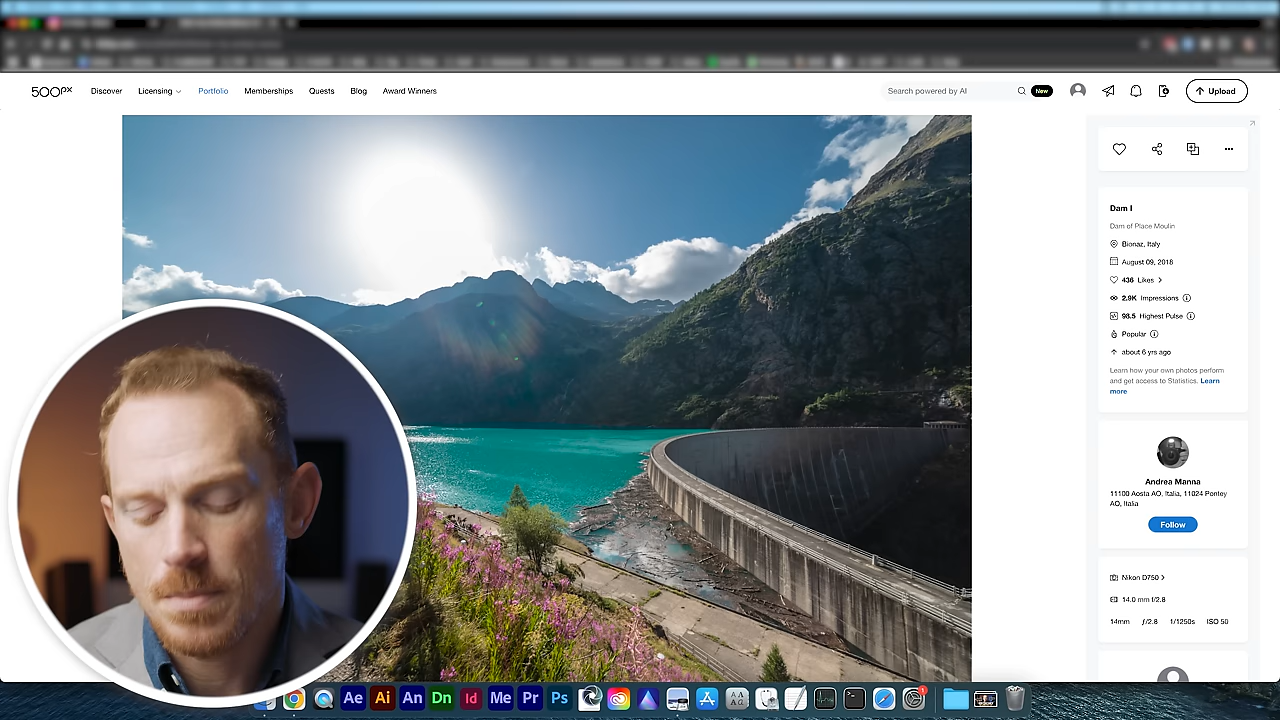 500px
Discover
Licensing
Portfolio
Memberships
Quests
Blog
Award Winners
Search powered by AI
New
Upload
Dam I
Dam of Place Moulin
Bionaz, Italy
August 09, 2018
436 Likes
2.9K Impressions
98.5 Highest Pulse
Popular
about 6 yrs ago
Learn how your own photos perform
and get access to Statistics. Learn
more
Andrea Manna
11100 Aosta AO, Italia, 11024 Pontey
AO, Italia
Follow
Nikon D750
14.0 mm f/2.8
14mm ƒ/2.8 1/1250s ISO 50
Ae Ai An Dn Id Me Pr Ps